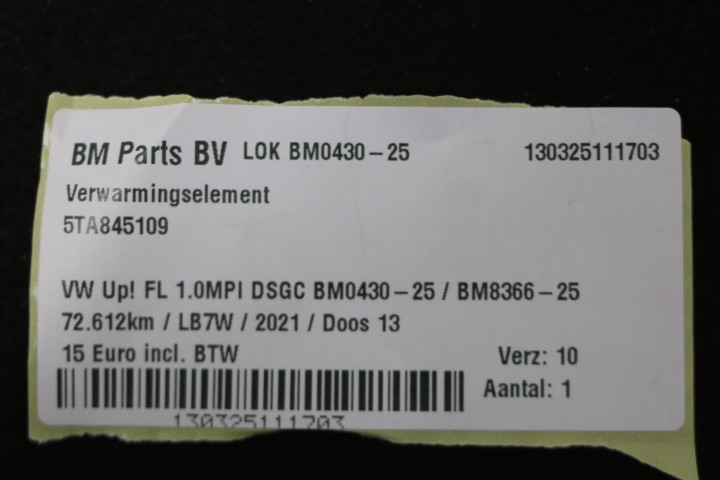 BM Parts BV LOK BM0430-25 130325111703
Verwarmingselement
5TA845109
VW Up! FL 1.0MPI DSGC BM0430-25 / BM8366-25
72.612km / LB7W / 2021 / Doos 13
15 Euro incl. BTW Verz: 10
Aantal: 1
130325111703